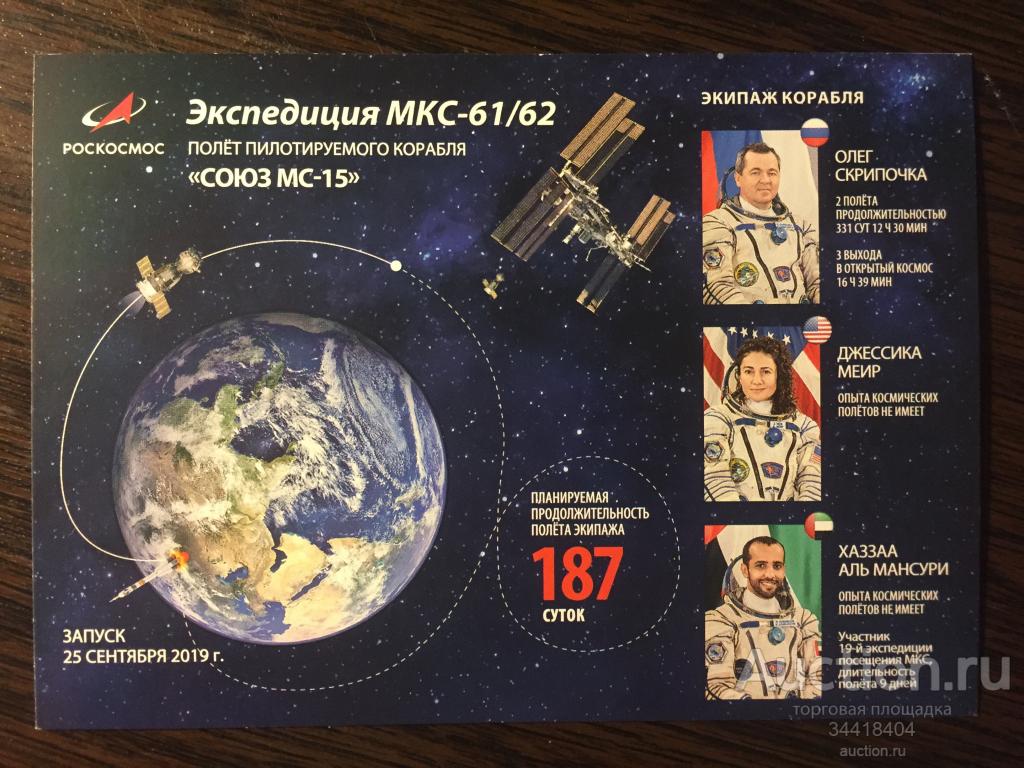 РОСКОСМОС
Экспедиция МКС-61/62
ПОЛЁТ ПИЛОТИРУЕМОГО КОРАБЛЯ
«СОЮЗ МС-15»
ЭКИПАЖ КОРАБЛЯ
ОЛЕГ
СКРИПОЧКА
2 ПОЛЁТА
ПРОДОЛЖИТЕЛЬНОСТЬЮ
331 СУТ 12 Ч 30 МИН
3 ВЫХОДА
В ОТКРЫТЫЙ КОСМОС
16 Ч 39 МИН
ДЖЕССИКА
МЕИР
ОПЫТА КОСМИЧЕСКИХ
ПОЛЁТОВ НЕ ИМЕЕТ
ПЛАНИРУЕМАЯ
ПРОДОЛЖИТЕЛЬНОСТЬ
ПОЛЁТА ЭКИПАЖА
187
СУТОК
ХАЗЗАА
АЛЬ МАНСУРИ
ОПЫТА КОСМИЧЕСКИХ
ПОЛЁТОВ НЕ ИМЕЕТ
Участник
19-й экспедиции
посещения МКС
длительность
полёта 9 дней
ЗАПУСК
25 СЕНТЯБРЯ 2019 г.
Auction.ru
торговая площадка
34418404
auction.ru